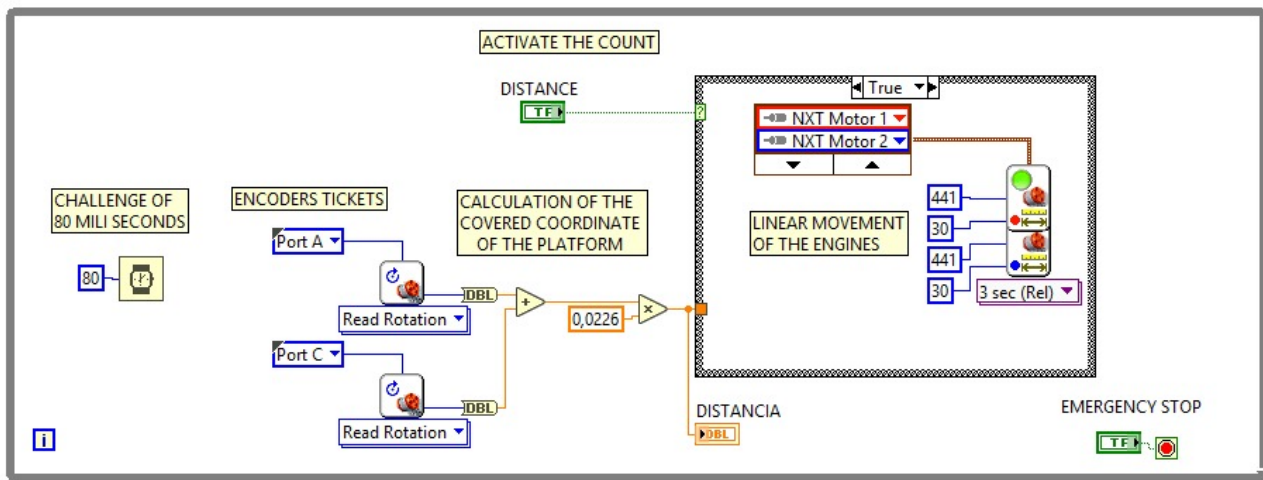 ACTIVATE THE COUNT
DISTANCE
TF
?
True
NXT Motor 1
NXT Motor 2
CHALLENGE OF
80 MILI SECONDS
80
ENCODERS TICKETS
Port A
Read Rotation
DBL
CALCULATION OF THE
COVERED COORDINATE
OF THE PLATFORM
+
0,0226
×
LINEAR MOVEMENT
OF THE ENGINES
441
30
441
30
3 sec (Rel)
Port C
Read Rotation
DBL
DISTANCIA
DBL
EMERGENCY STOP
TF
i